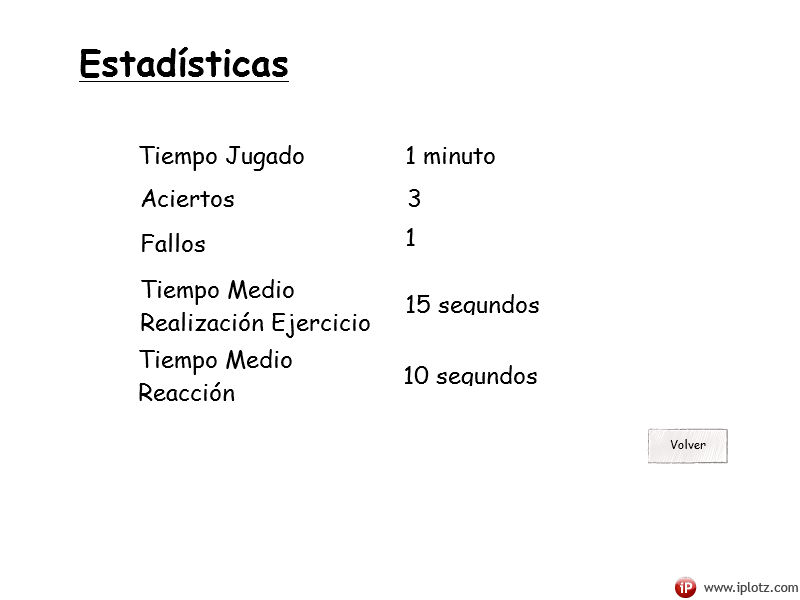 Estadísticas
Tiempo Jugado 1 minuto
Aciertos 3
Fallos 1
Tiempo Medio
Realización Ejercicio 15 segundos
Tiempo Medio
Reacción 10 segundos
Volver
iP www.iplotz.com